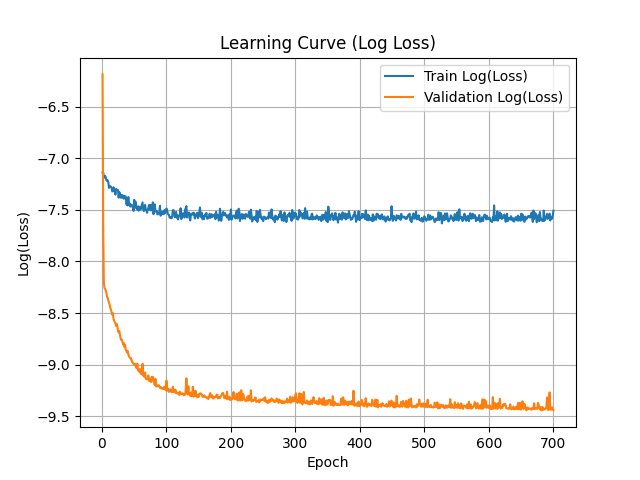 Learning Curve (Log Loss)
Train Log(Loss)
Validation Log(Loss)
Log(Loss)
−6.5
−7.0
−7.5
−8.0
−8.5
−9.0
−9.5
0 100 200 300 400 500 600 700
Epoch